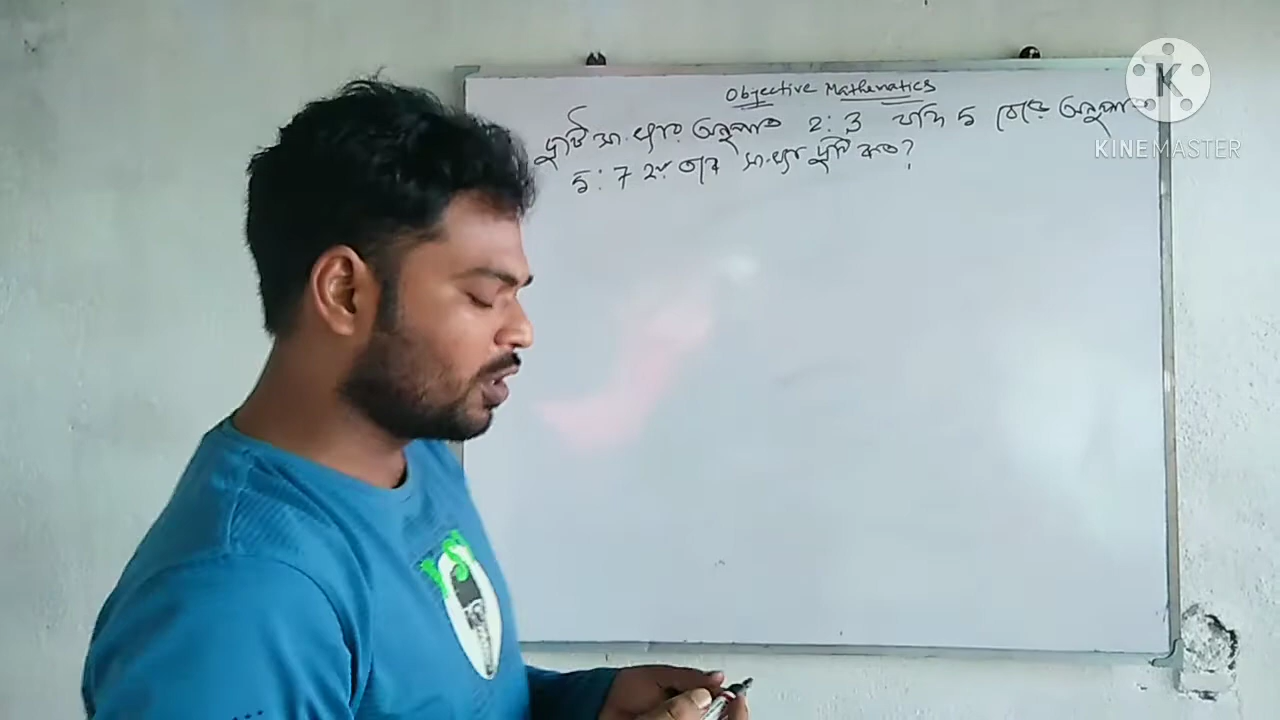 Objective Mathematics
দুটি সংখ্যার অনুপাত 2:3 যদি 5 যোগে অনুপাত
5:7 হয় তবে সংখ্যা দুটি কত?
K
KINEMASTER